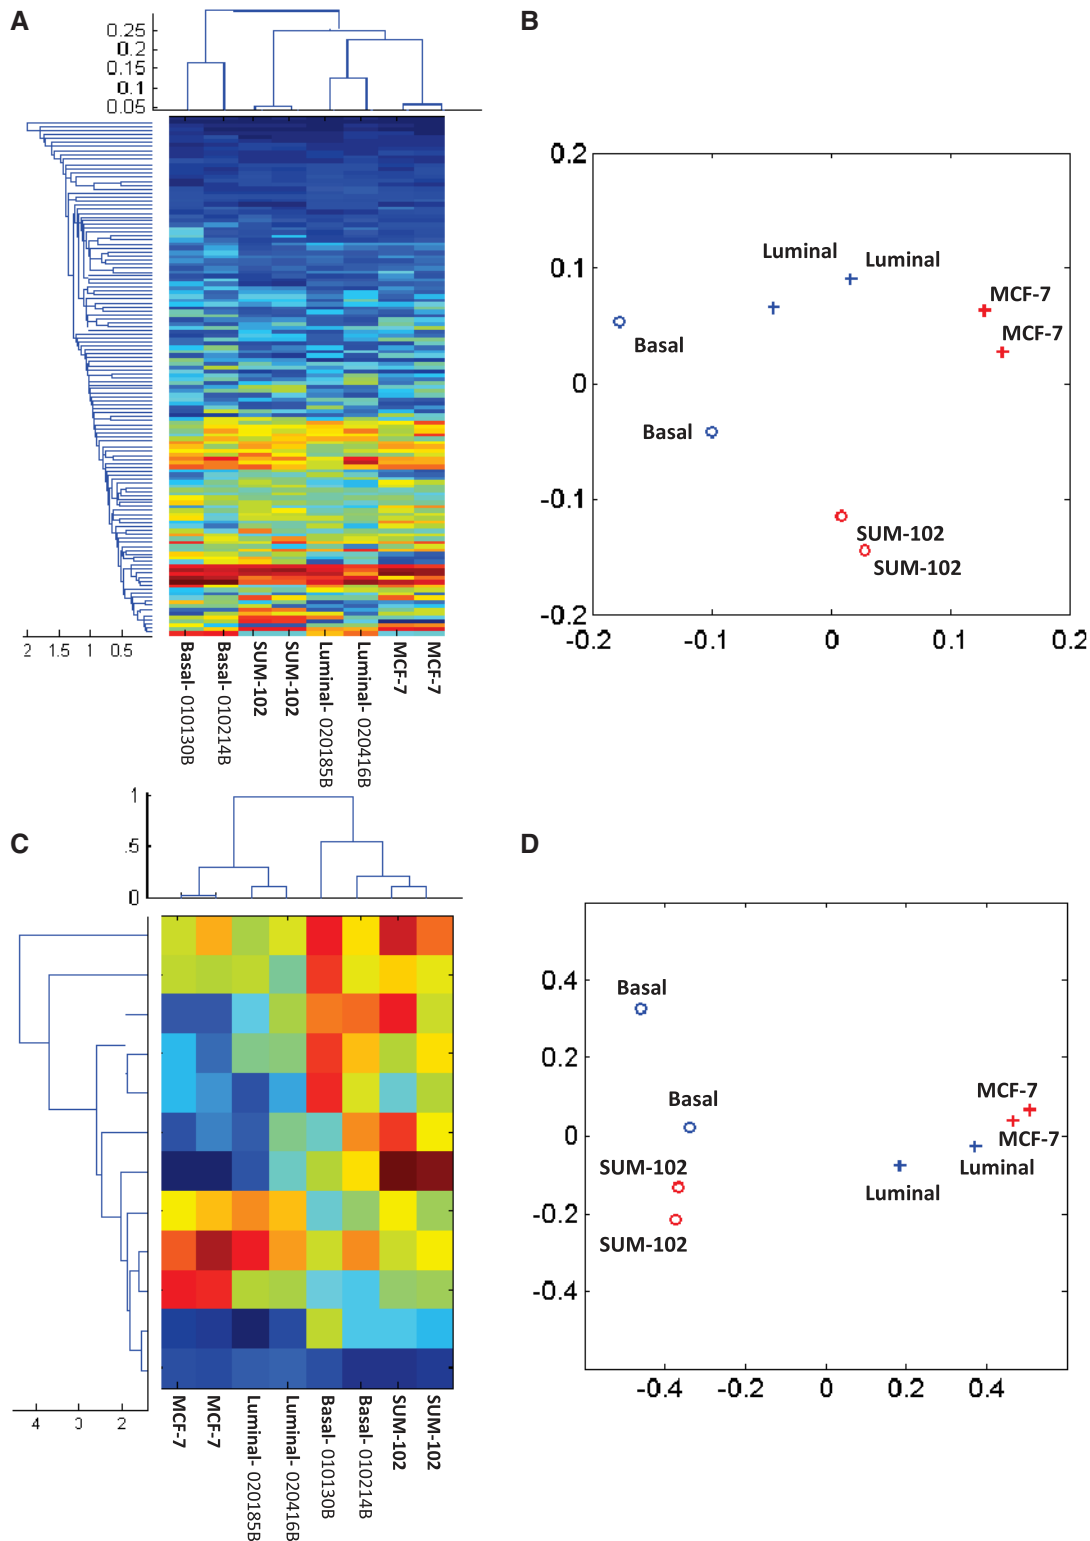 A
0.25
0.2
0.15
0.1
0.05
2
1.5
1
0.5
Basal- 010130B
Basal- 010214B
SUM-102
SUM-102
Luminal- 020185B
Luminal- 020416B
MCF-7
MCF-7
B
0.2
0.1
0
-0.1
-0.2
Luminal
Luminal
MCF-7
MCF-7
Basal
Basal
SUM-102
SUM-102
-0.2
-0.1
0
0.1
0.2
C
1
.5
0
4
3
2
MCF-7
MCF-7
Luminal- 020185B
Luminal- 020416B
Basal- 010130B
Basal- 010214B
SUM-102
SUM-102
D
0.4
0.2
0
-0.2
-0.4
Basal
Basal
MCF-7
MCF-7
SUM-102
Luminal
Luminal
SUM-102
-0.4
-0.2
0
0.2
0.4